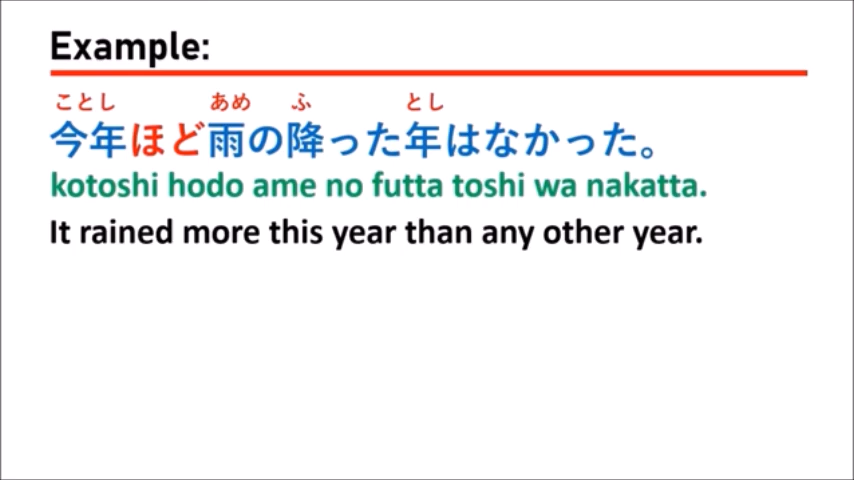 Example:
ことし あめ ふ とし
今年ほど雨の降った年はなかった。
kotoshi hodo ame no futta toshi wa nakatta.
It rained more this year than any other year.